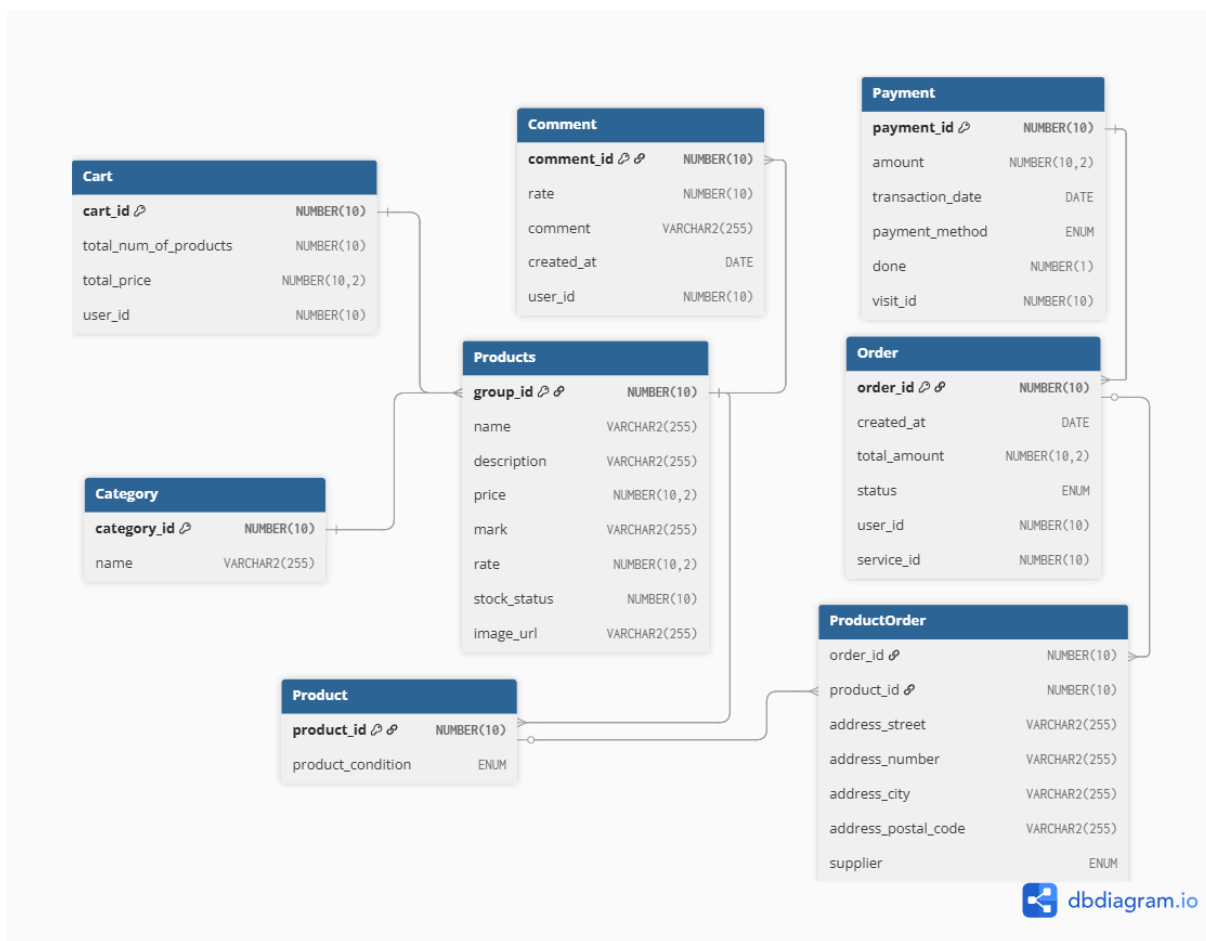 Cart
cart_id NUMBER(10)
total_num_of_products NUMBER(10)
total_price NUMBER(10,2)
user_id NUMBER(10)
Comment
comment_id NUMBER(10)
rate NUMBER(10)
comment VARCHAR2(255)
created_at DATE
user_id NUMBER(10)
Payment
payment_id NUMBER(10)
amount NUMBER(10,2)
transaction_date DATE
payment_method ENUM
done NUMBER(1)
visit_id NUMBER(10)
Products
group_id NUMBER(10)
name VARCHAR2(255)
description VARCHAR2(255)
price NUMBER(10,2)
mark VARCHAR2(255)
rate NUMBER(10,2)
stock_status NUMBER(10)
image_url VARCHAR2(255)
Order
order_id NUMBER(10)
created_at DATE
total_amount NUMBER(10,2)
status ENUM
user_id NUMBER(10)
service_id NUMBER(10)
Category
category_id NUMBER(10)
name VARCHAR2(255)
Product
product_id NUMBER(10)
product_condition ENUM
ProductOrder
order_id NUMBER(10)
product_id NUMBER(10)
address_street VARCHAR2(255)
address_number VARCHAR2(255)
address_city VARCHAR2(255)
address_postal_code VARCHAR2(255)
supplier ENUM
dbdiagram.io